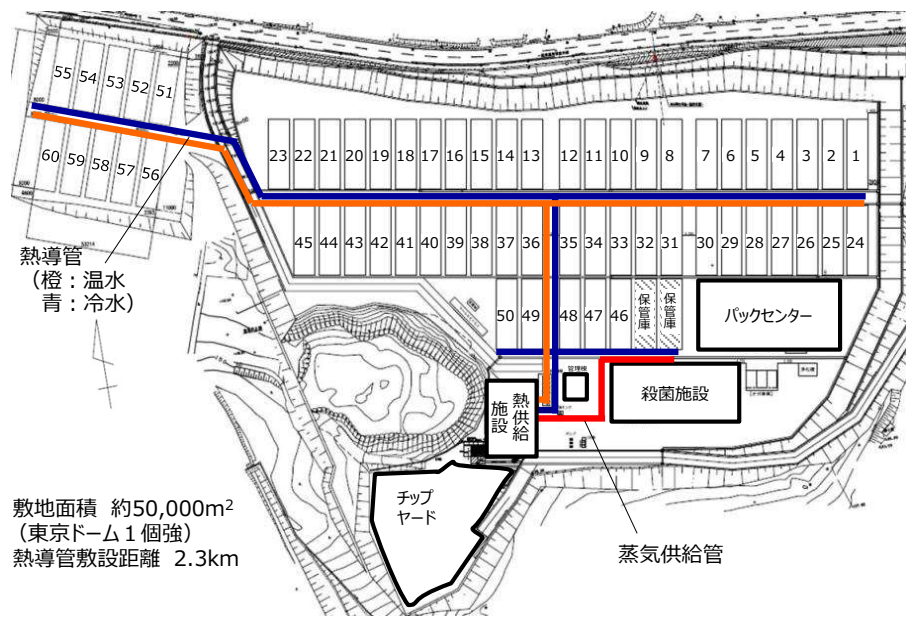 55 54 53 52 51
60 59 58 57 56
23 22 21 20 19 18 17 16 15 14 13 12 11 10 9 8 7 6 5 4 3 2 1
45 44 43 42 41 40 39 38 37 36 35 34 33 32 31 30 29 28 27 26 25 24
50 49 48 47 46
保管庫
保管庫
パックセンター
熱導管
（橙：温水
青：冷水）
管理棟
熱供給
施設
殺菌施設
チップ
ヤード
蒸気供給管
敷地面積 約50,000m²
（東京ドーム１個強）
熱導管敷設距離 2.3km